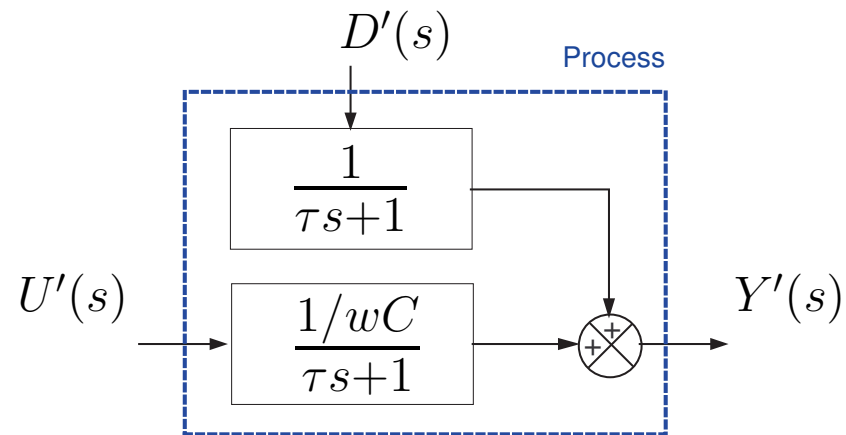 D′(s)
Process
1
τs+1
U′(s)
1/wC
τs+1
+
+
Y′(s)